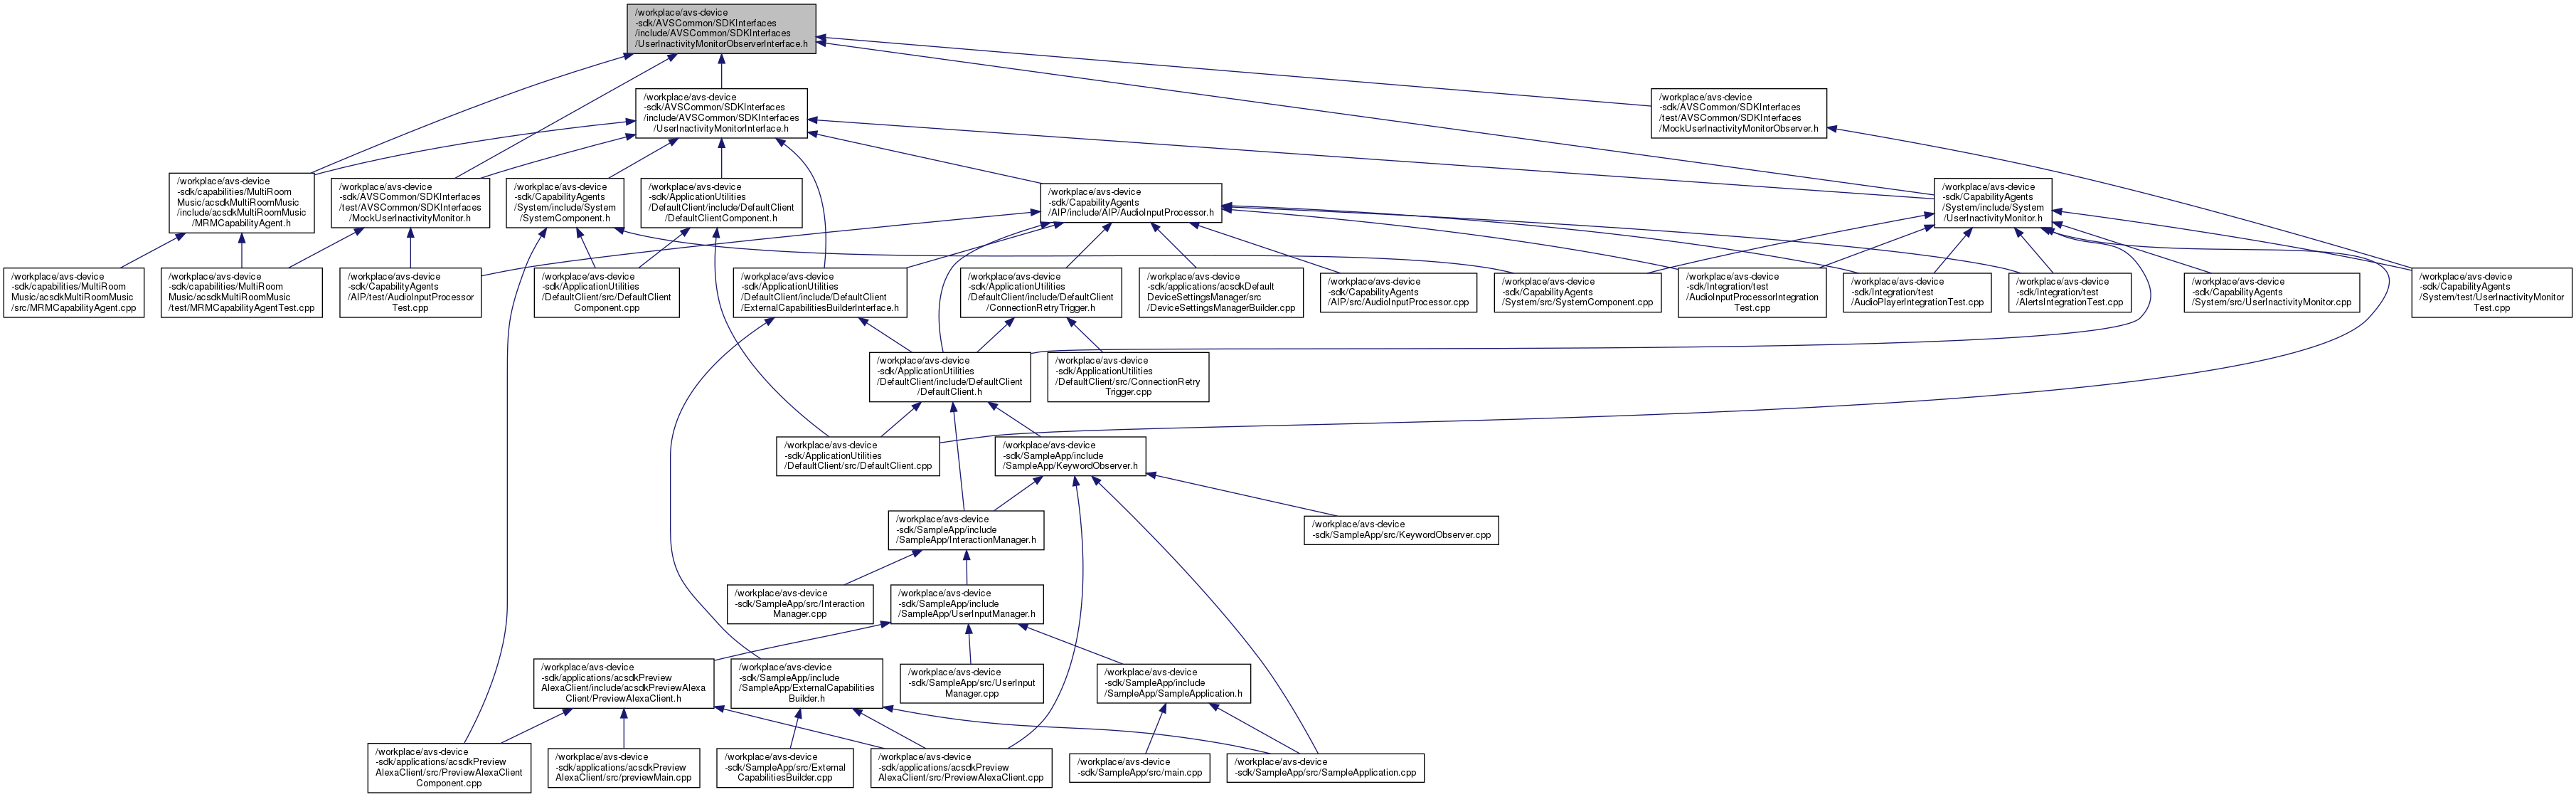 /workplace/avs-device
-sdk/AVSCommon/SDKInterfaces
/include/AVSCommon/SDKInterfaces
/UserInactivityMonitorObserverInterface.h
/workplace/avs-device
-sdk/AVSCommon/SDKInterfaces
/include/AVSCommon/SDKInterfaces
/UserInactivityMonitorInterface.h
/workplace/avs-device
-sdk/AVSCommon/SDKInterfaces
/test/AVSCommon/SDKInterfaces
/MockUserInactivityMonitorObserver.h
/workplace/avs-device
-sdk/capabilities/MultiRoom
Music/acsdkMultiRoomMusic
/include/acsdkMultiRoomMusic
/MRMCapabilityAgent.h
/workplace/avs-device
-sdk/AVSCommon/SDKInterfaces
/test/AVSCommon/SDKInterfaces
/MockUserInactivityMonitor.h
/workplace/avs-device
-sdk/CapabilityAgents
/System/include/System
/SystemComponent.h
/workplace/avs-device
-sdk/ApplicationUtilities
/DefaultClient/include/DefaultClient
/DefaultClientComponent.h
/workplace/avs-device
-sdk/CapabilityAgents
/AIP/include/AIP/AudioInputProcessor.h
/workplace/avs-device
-sdk/CapabilityAgents
/System/include/System
/UserInactivityMonitor.h
/workplace/avs-device
-sdk/capabilities/MultiRoom
Music/acsdkMultiRoomMusic
/src/MRMCapabilityAgent.cpp
/workplace/avs-device
-sdk/capabilities/MultiRoom
Music/acsdkMultiRoomMusic
/test/MRMCapabilityAgentTest.cpp
/workplace/avs-device
-sdk/CapabilityAgents
/AIP/test/AudioInputProcessor
Test.cpp
/workplace/avs-device
-sdk/ApplicationUtilities
/DefaultClient/src/DefaultClient
Component.cpp
/workplace/avs-device
-sdk/ApplicationUtilities
/DefaultClient/include/DefaultClient
/ExternalCapabilitiesBuilderInterface.h
/workplace/avs-device
-sdk/ApplicationUtilities
/DefaultClient/include/DefaultClient
/ConnectionRetryTrigger.h
/workplace/avs-device
-sdk/applications/acsdkDefault
DeviceSettingsManager/src
/DeviceSettingsManagerBuilder.cpp
/workplace/avs-device
-sdk/CapabilityAgents
/AIP/src/AudioInputProcessor.cpp
/workplace/avs-device
-sdk/CapabilityAgents
/System/src/SystemComponent.cpp
/workplace/avs-device
-sdk/Integration/test
/AudioInputProcessorIntegration
Test.cpp
/workplace/avs-device
-sdk/Integration/test
/AudioPlayerIntegrationTest.cpp
/workplace/avs-device
-sdk/Integration/test
/AlertsIntegrationTest.cpp
/workplace/avs-device
-sdk/CapabilityAgents
/System/src/UserInactivityMonitor.cpp
/workplace/avs-device
-sdk/CapabilityAgents
/System/test/UserInactivityMonitor
Test.cpp
/workplace/avs-device
-sdk/ApplicationUtilities
/DefaultClient/include/DefaultClient
/DefaultClient.h
/workplace/avs-device
-sdk/ApplicationUtilities
/DefaultClient/src/ConnectionRetry
Trigger.cpp
/workplace/avs-device
-sdk/ApplicationUtilities
/DefaultClient/src/DefaultClient.cpp
/workplace/avs-device
-sdk/SampleApp/include
/SampleApp/KeywordObserver.h
/workplace/avs-device
-sdk/SampleApp/include
/SampleApp/InteractionManager.h
/workplace/avs-device
-sdk/SampleApp/src/KeywordObserver.cpp
/workplace/avs-device
-sdk/SampleApp/src/Interaction
Manager.cpp
/workplace/avs-device
-sdk/SampleApp/include
/SampleApp/UserInputManager.h
/workplace/avs-device
-sdk/applications/acsdkPreview
AlexaClient/include/acsdkPreviewAlexa
Client/PreviewAlexaClient.h
/workplace/avs-device
-sdk/SampleApp/include
/SampleApp/ExternalCapabilities
Builder.h
/workplace/avs-device
-sdk/SampleApp/src/UserInput
Manager.cpp
/workplace/avs-device
-sdk/SampleApp/include
/SampleApp/SampleApplication.h
/workplace/avs-device
-sdk/applications/acsdkPreview
AlexaClient/src/PreviewAlexaClient
Component.cpp
/workplace/avs-device
-sdk/applications/acsdkPreview
AlexaClient/src/previewMain.cpp
/workplace/avs-device
-sdk/SampleApp/src/External
CapabilitiesBuilder.cpp
/workplace/avs-device
-sdk/applications/acsdkPreview
AlexaClient/src/PreviewAlexaClient.cpp
/workplace/avs-device
-sdk/SampleApp/src/main.cpp
/workplace/avs-device
-sdk/SampleApp/src/SampleApplication.cpp